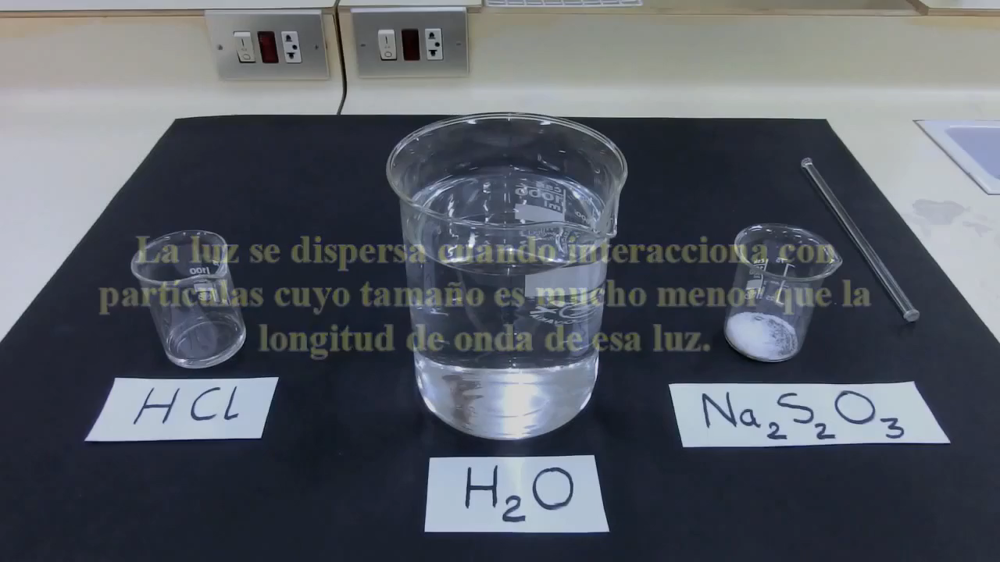 La luz se dispersa cuando interacciona con
partículas cuyo tamaño es mucho menor que la
longitud de onda de esa luz.
HCl
H2O
Na2S2O3